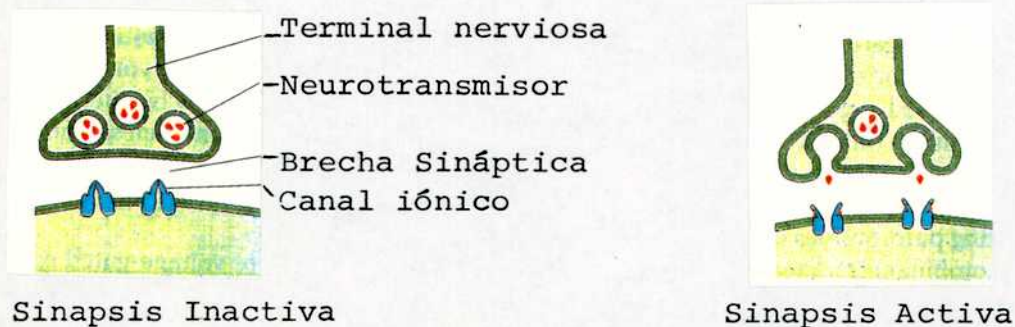 Terminal nerviosa
Neurotransmisor
Brecha Sináptica
Canal iónico
Sinapsis Inactiva
Sinapsis Activa